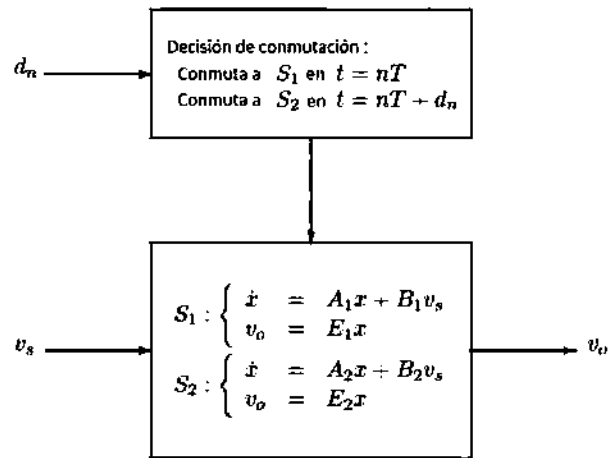 Decisión de conmutación :
d_n
Conmuta a S_1 en t = nT
Conmuta a S_2 en t = nT + d_n
S_1 : { ẋ = A_1x + B_1v_s
v_o = E_1x
v_s
v_o
S_2 : { ẋ = A_2x + B_2v_s
v_o = E_2x